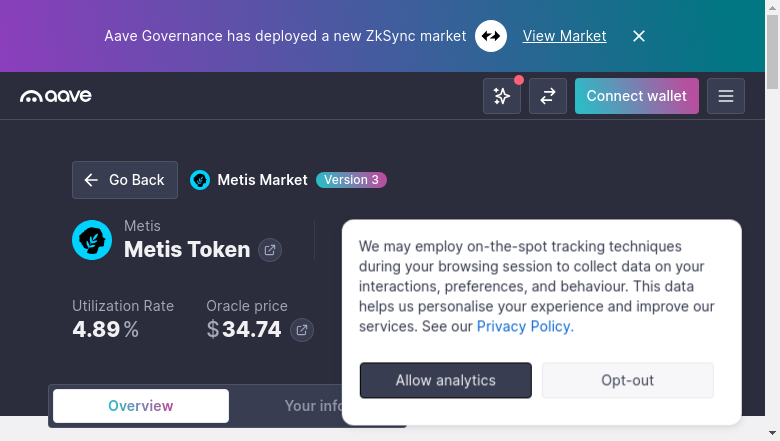 Aave Governance has deployed a new ZkSync market View Market
aave
Connect wallet
Go Back
Metis Market Version 3
Metis
Metis Token
Utilization Rate
4.89%
Oracle price
$34.74
Overview
Your info
We may employ on-the-spot tracking techniques
during your browsing session to collect data on your
interactions, preferences, and behaviour. This data
helps us personalise your experience and improve our
services. See our Privacy Policy.
Allow analytics
Opt-out